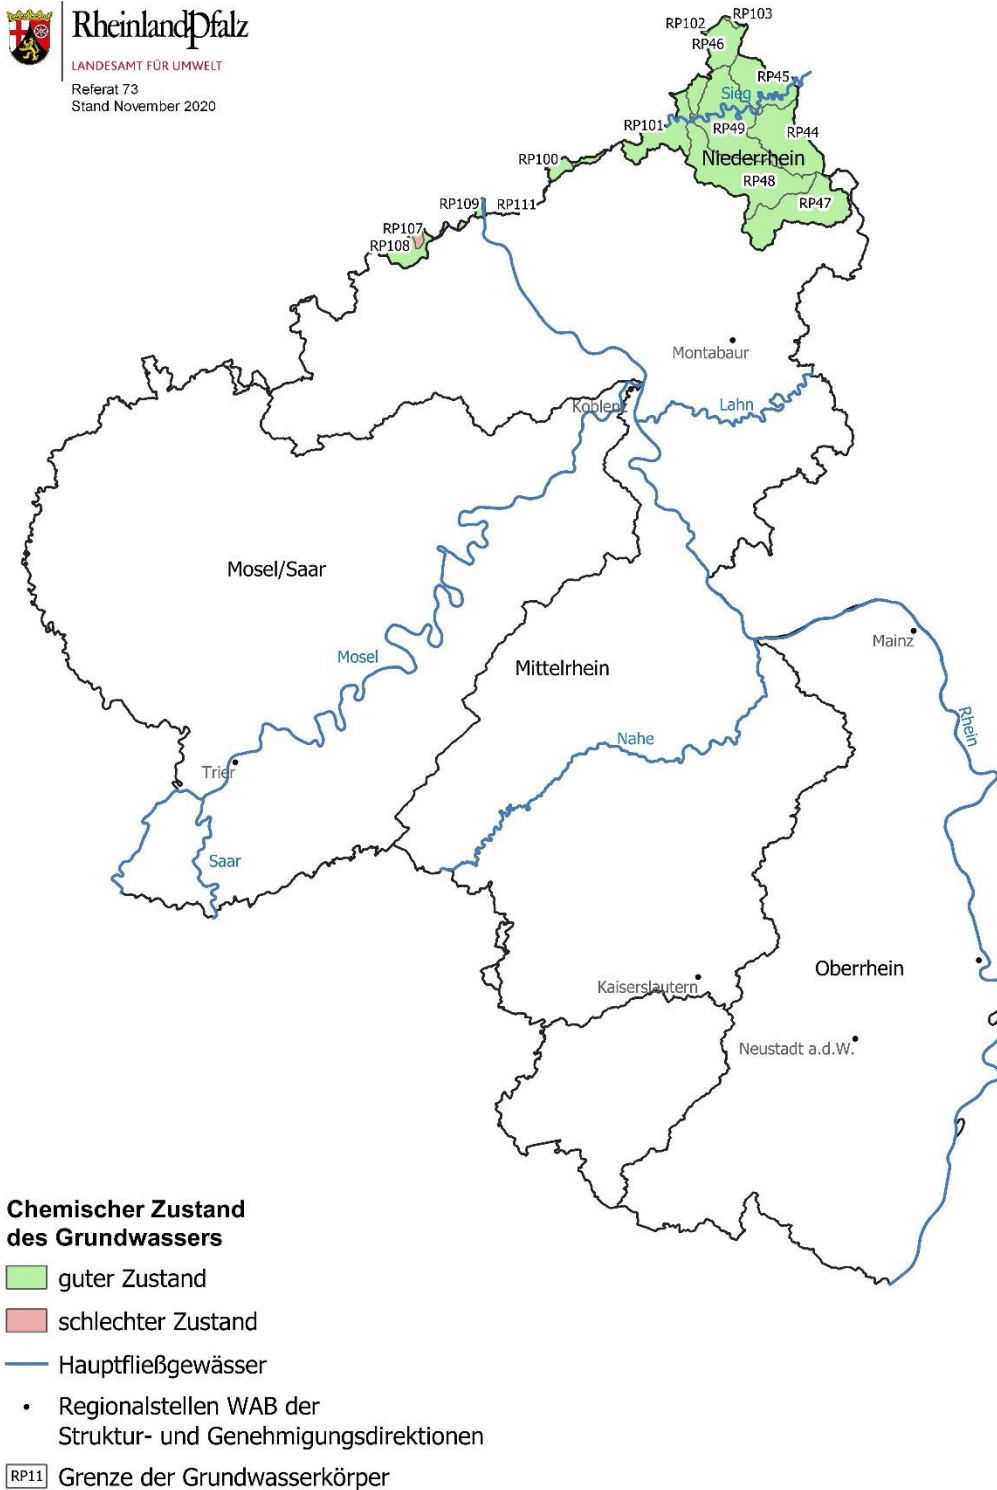 RheinlandPfalz
LANDESAMT FÜR UMWELT
Referat 73
Stand November 2020
RP103
RP102
RP46
RP45
Sieg
RP101
RP49
RP44
Niederrhein
RP100
RP48
RP47
RP109
RP111
RP107
RP108
Montabaur
Koblenz
Lahn
Mosel/Saar
Mosel
Mittelrhein
Mainz
Rhein
Nahe
Trier
Saar
Oberrhein
Kaiserslautern
Neustadt a.d.W.
Chemischer Zustand
des Grundwassers
guter Zustand
schlechter Zustand
Hauptfließgewässer
Regionalstellen WAB der
Struktur- und Genehmigungsdirektionen
RP11 Grenze der Grundwasserkörper